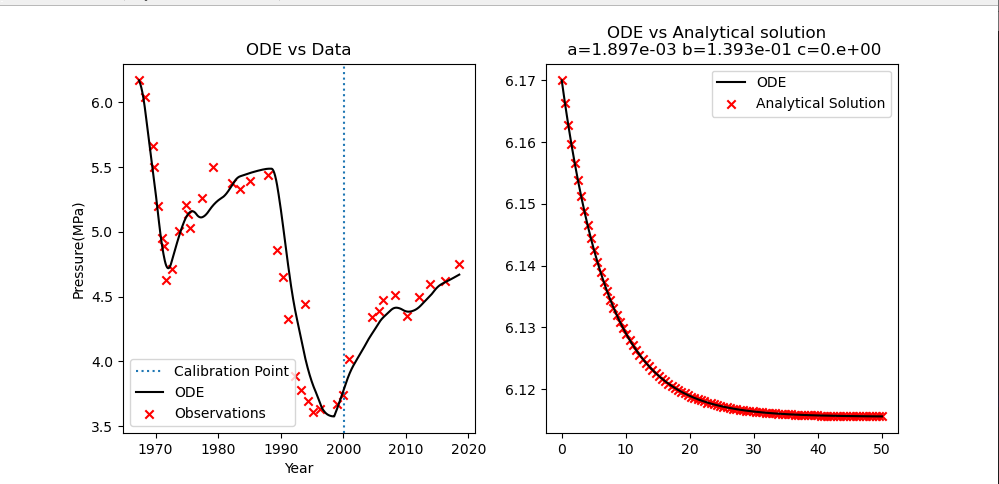 ODE vs Data
6.0
5.5
5.0
4.5
4.0
3.5
Pressure(MPa)
Calibration Point
ODE
Observations
1970
1980
1990
2000
2010
2020
Year
ODE vs Analytical solution
a=1.897e-03 b=1.393e-01 c=0.e+00
6.17
6.16
6.15
6.14
6.13
6.12
ODE
Analytical Solution
0
10
20
30
40
50